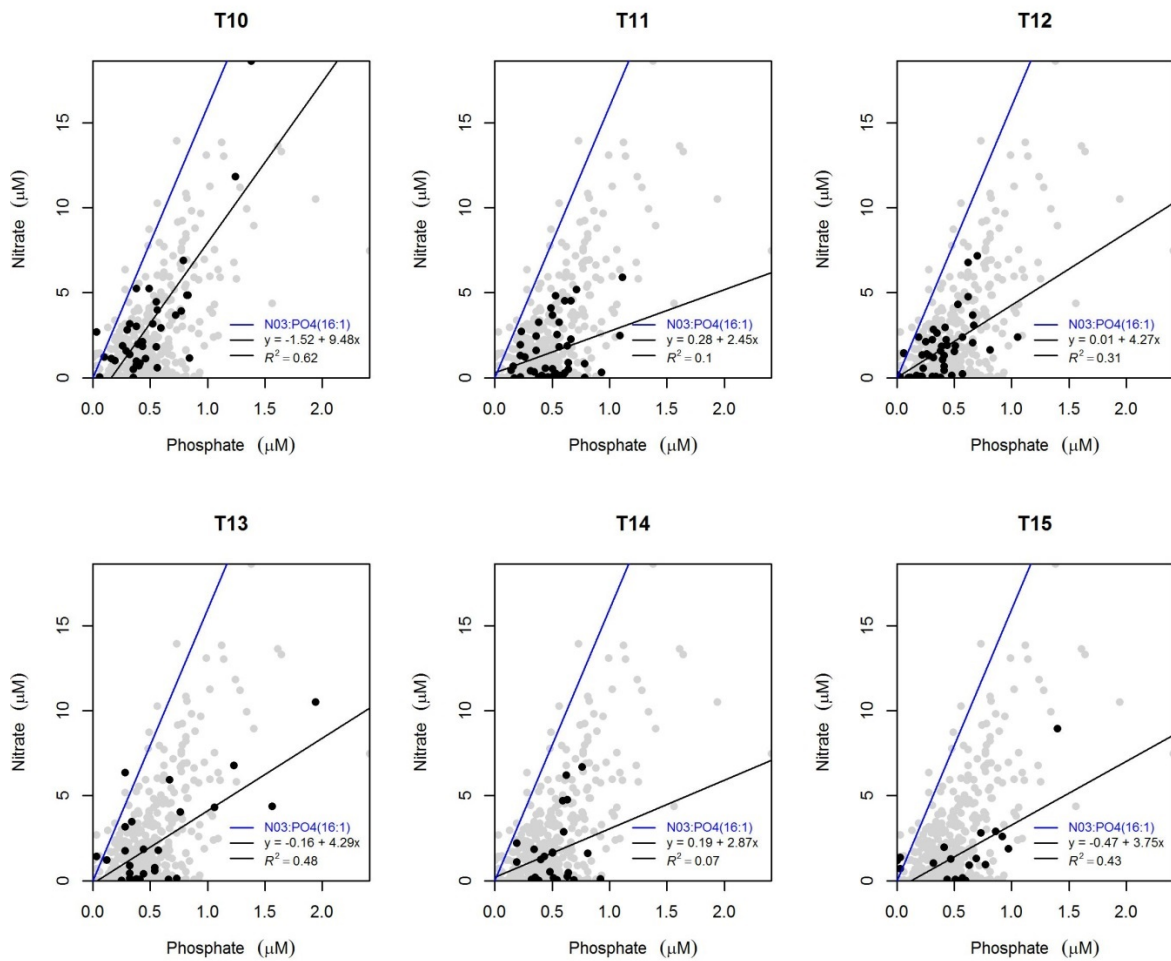 T10
T11
T12
Nitrate (μM)
15
10
5
0
N03:PO4(16:1)
y = -1.52 + 9.48x
R² = 0.62
0.0 0.5 1.0 1.5 2.0
Phosphate (μM)
Nitrate (μM)
15
10
5
0
N03:PO4(16:1)
y = 0.28 + 2.45x
R² = 0.1
0.0 0.5 1.0 1.5 2.0
Phosphate (μM)
Nitrate (μM)
15
10
5
0
N03:PO4(16:1)
y = 0.01 + 4.27x
R² = 0.31
0.0 0.5 1.0 1.5 2.0
Phosphate (μM)
T13
T14
T15
Nitrate (μM)
15
10
5
0
N03:PO4(16:1)
y = -0.16 + 4.29x
R² = 0.48
0.0 0.5 1.0 1.5 2.0
Phosphate (μM)
Nitrate (μM)
15
10
5
0
N03:PO4(16:1)
y = 0.19 + 2.87x
R² = 0.07
0.0 0.5 1.0 1.5 2.0
Phosphate (μM)
Nitrate (μM)
15
10
5
0
N03:PO4(16:1)
y = -0.47 + 3.75x
R² = 0.43
0.0 0.5 1.0 1.5 2.0
Phosphate (μM)